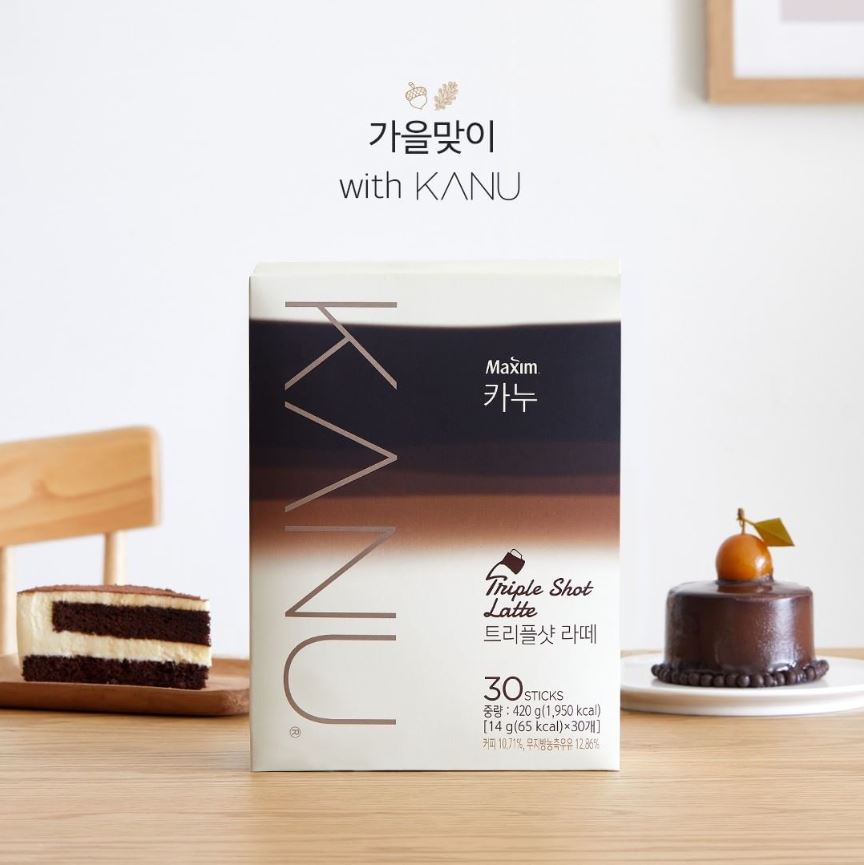 가을맞이
with KANU
KANU
®
Maxim
카누
Triple Shot
Latte
트리플샷 라떼
30 STICKS
중량 : 420 g(1,950 kcal)
[14 g(65 kcal)×30개]
커피 10.71%, 무지방농축우유 12.86%